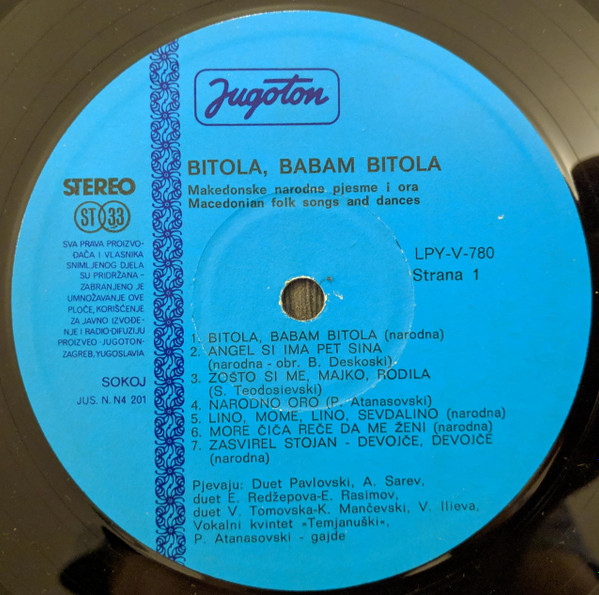 Jugoton
BITOLA, BABAM BITOLA
Makedonske narodne pjesme i ora
Macedonian folk songs and dances
STEREO
ST 33
SVA PRAVA PROIZVO-
ĐAČA I VLASNIKA
SNIMLJENOG DJELA
SU PRIDRŽANA -
ZABRANJENO JE
UMNOŽAVANJE OVE
PLOČE, KORIŠĆENJE
ZA JAVNO IZVOĐE-
NJE I RADIO-DIFUZIJU
PROIZVEO ·JUGOTON·
ZAGREB, YUGOSLAVIA
SOKOJ
JUS. N. N4 201
LPY-V-780
Strana 1
1. BITOLA, BABAM BITOLA (narodna)
2. ANGEL SI IMA PET SINA
(narodna - obr. B. Deskoski)
3. ZOŠTO SI ME, MAJKO, RODILA
(S. Teodosievski)
4. NARODNO ORO (P. Atanasovski)
5. LINO, MOME, LINO, SEVDALINO (narodna)
6. MORE ČIČA REČE DA ME ŽENI (narodna)
7. ZASVIREL STOJAN - DEVOJČE, DEVOJČE
(narodna)
Pjevaju: Duet Pavlovski, A. Sarev,
duet E. Redžepova-E. Rasimov,
duet V. Tomovska-K. Mančevski, V. Ilieva,
Vokalni kvintet »Temjanuški«,
P. Atanasovski - gajde